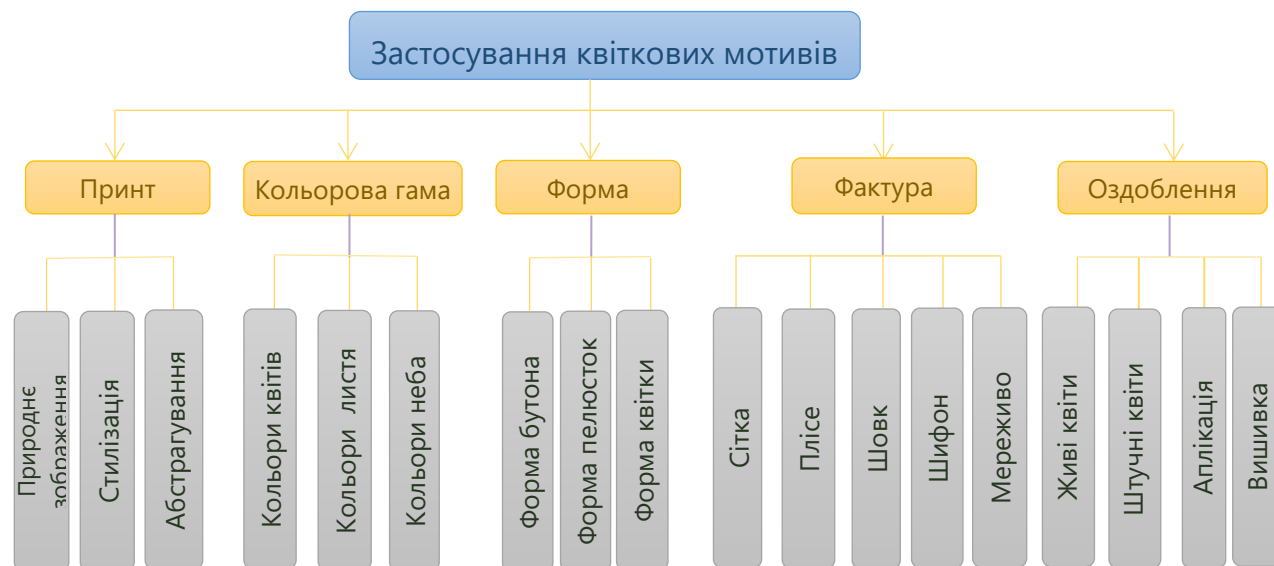 Застосування квіткових мотивів
Принт
Кольорова гама
Форма
Фактура
Оздоблення
Природнє
зображення
Стилізація
Абстрагування
Кольори квітів
Кольори листя
Кольори неба
Форма бутона
Форма пелюсток
Форма квітки
Сітка
Плісе
Шовк
Шифон
Мереживо
Живі квіти
Штучні квіти
Аплікація
Вишивка